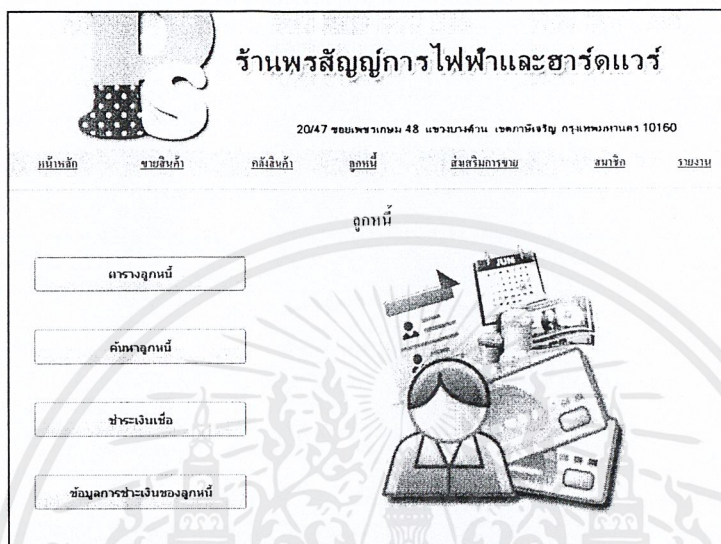 PS
ร้านพรสัญญ์การไฟฟ้าและฮาร์ดแวร์
20/47 ซอยเพชรเกษม 48 แขวงบางด้วน เขตภาษีเจริญ กรุงเทพมหานคร 10160
หน้าหลัก ขายสินค้า คลังสินค้า ลูกหนี้ ส่งเสริมการขาย สมาชิก รายงาน
ลูกหนี้
ตารางลูกหนี้
JUN
ค้นหาลูกหนี้
ชำระเงินเชื่อ
ข้อมูลการชำระเงินของลูกหนี้